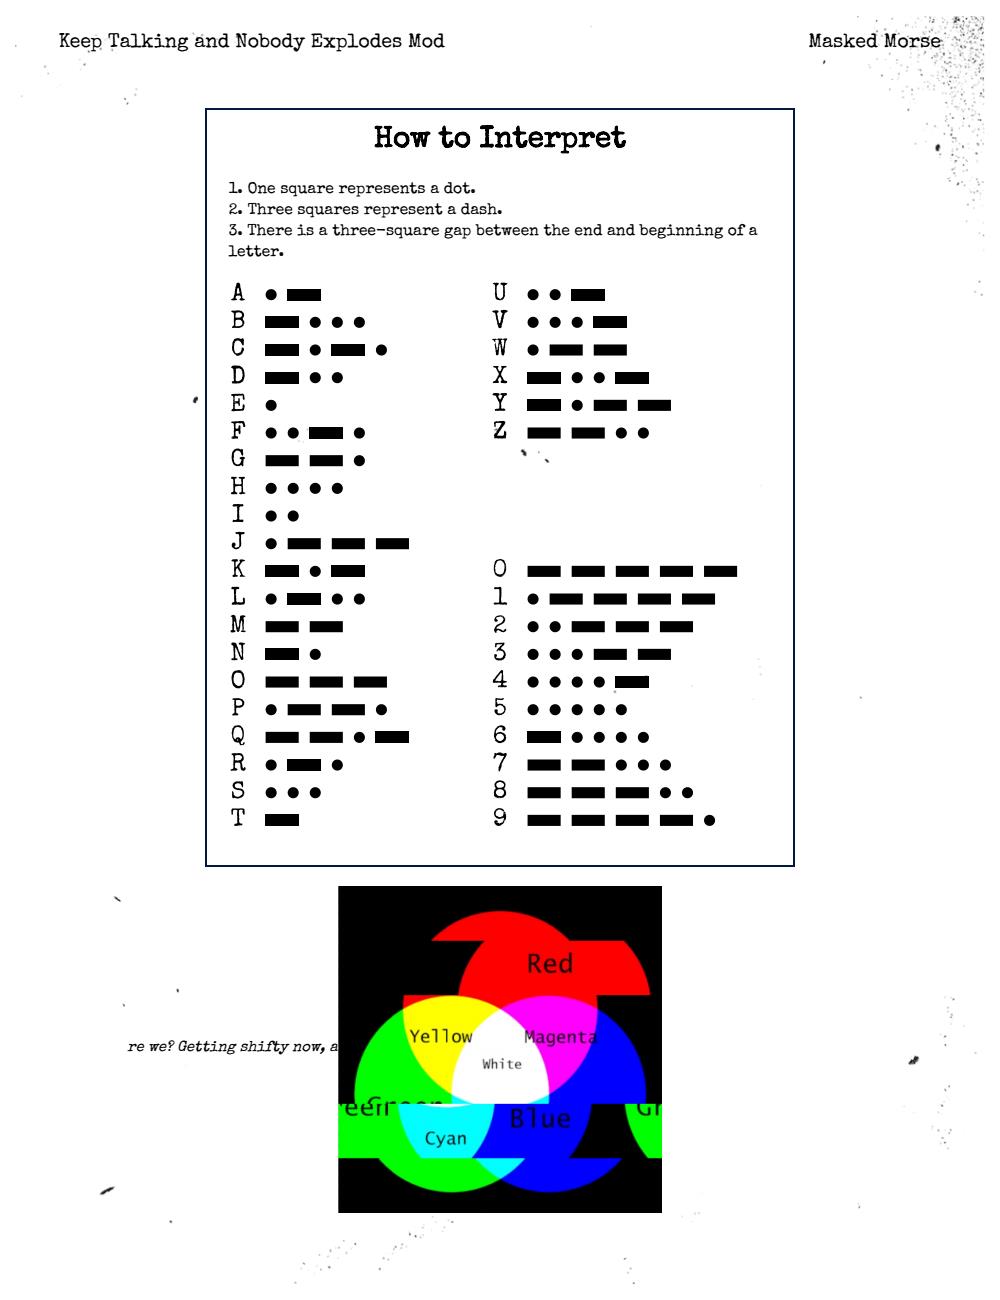 Keep Talking and Nobody Explodes Mod
Masked Morse
How to Interpret
1. One square represents a dot.
2. Three squares represent a dash.
3. There is a three-square gap between the end and beginning of a
letter.
A
B
C
D
E
F
G
H
I
J
K
L
M
N
O
P
Q
R
S
T
U
V
W
X
Y
Z
0
1
2
3
4
5
6
7
8
9
Red
Yellow
Magenta
White
re we? Getting shifty now, a
Green
Blue
Cyan